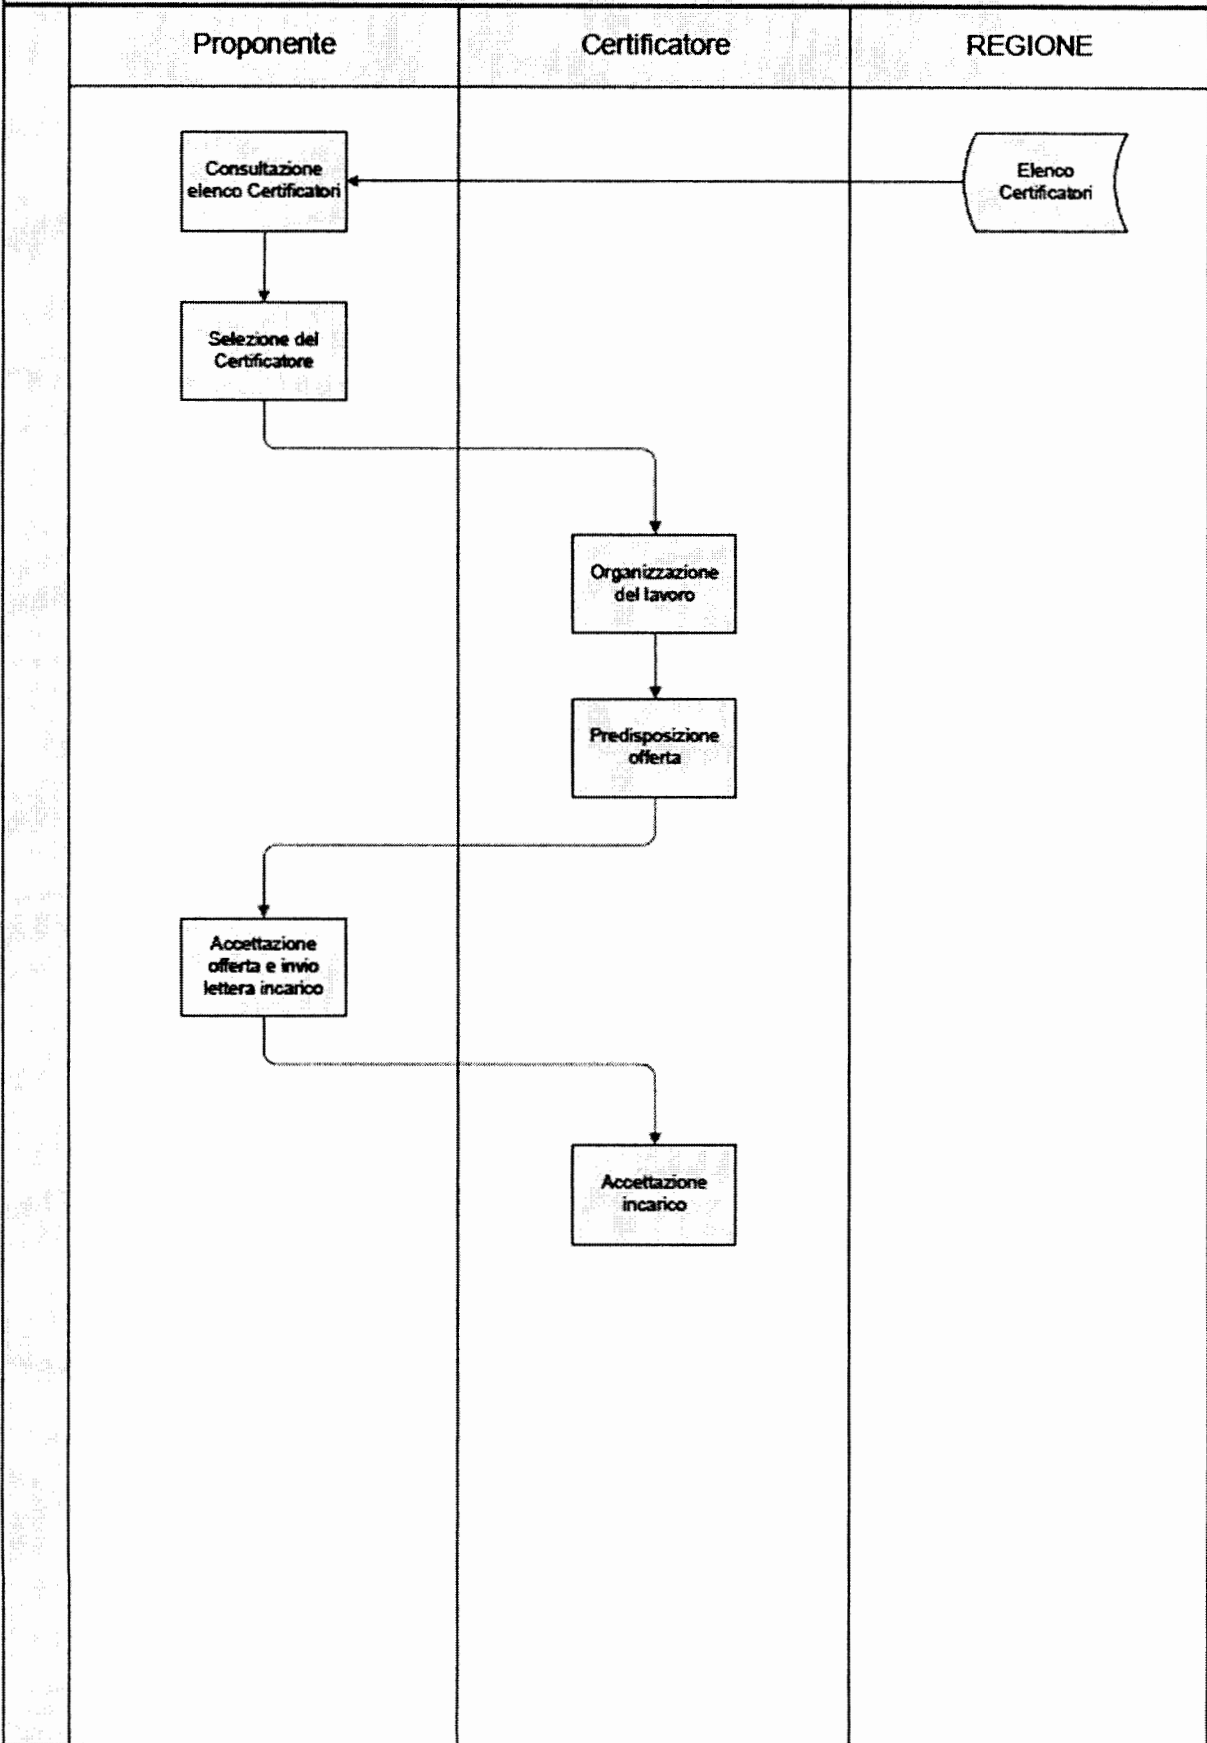 Proponente
Certificatore
REGIONE
Consultazione
elenco Certificatori
Elenco
Certificatori
Selezione del
Certificatore
Organizzazione
del lavoro
Predisposizione
offerta
Accettazione
offerta e invio
lettera incarico
Accettazione
incarico